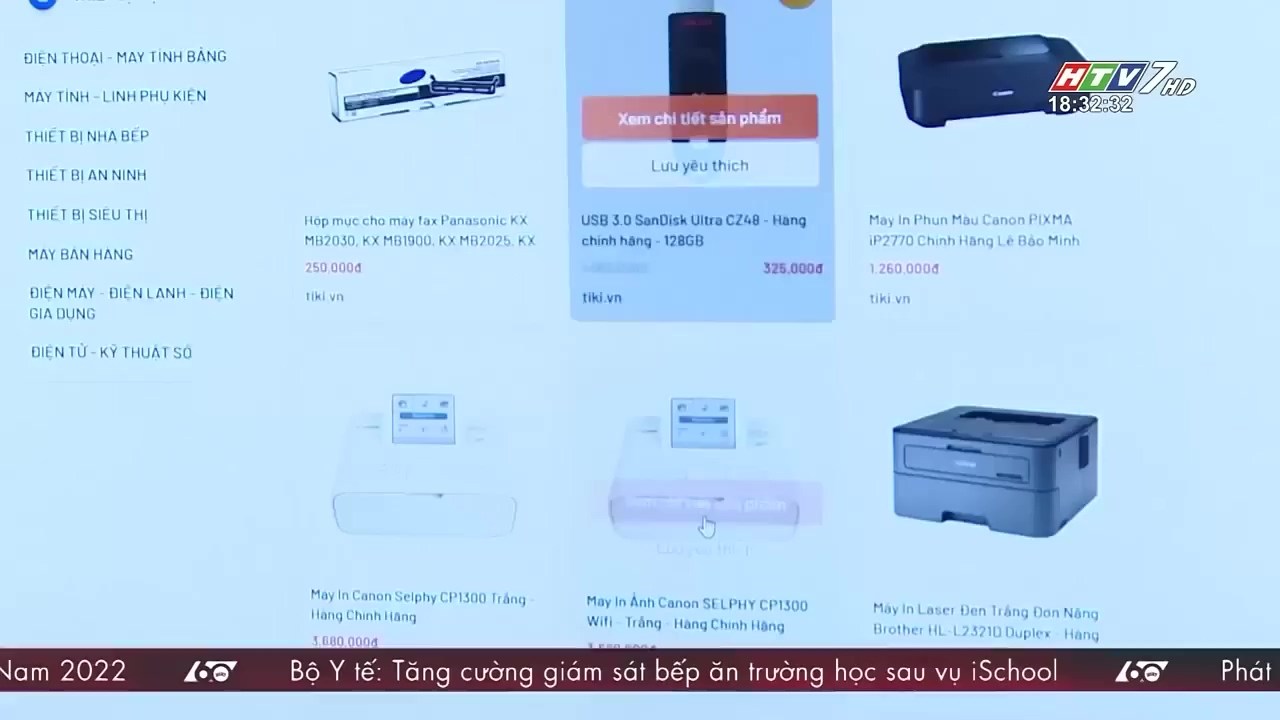 ĐIỆN THOẠI - MÁY TÍNH BẢNG
MÁY TÍNH - LINH PHỤ KIỆN
THIẾT BỊ NHÀ BẾP
THIẾT BỊ AN NINH
THIẾT BỊ SIÊU THỊ
MÁY BÁN HÀNG
ĐIỆN MÁY - ĐIỆN LẠNH - ĐIỆN
GIA DỤNG
ĐIỆN TỬ - KỸ THUẬT SỐ
HTV7 HD
18:32:32
Xem chi tiết sản phẩm
Lưu yêu thích
Hộp mực cho máy fax Panasonic KX
MB2030, KX MB1900, KX MB2025, KX
250,000đ
tiki.vn
USB 3.0 SanDisk Ultra CZ48 - Hàng
chính hãng - 128GB
325,000đ
tiki.vn
Máy In Phun Màu Canon PIXMA
iP2770 Chính Hãng Lê Bảo Minh
1,260,000đ
tiki.vn
Lưu yêu thích
Máy In Canon Selphy CP1300 Trắng -
Hàng Chính Hãng
3,680,000đ
Máy In Ảnh Canon SELPHY CP1300
Wifi - Trắng - Hàng Chính Hãng
Máy In Laser Đen Trắng Đơn Năng
Brother HL-L2321D Duplex - Hàng
Nam 2022 60 giây Bộ Y tế: Tăng cường giám sát bếp ăn trường học sau vụ iSchool 60 giây Phát